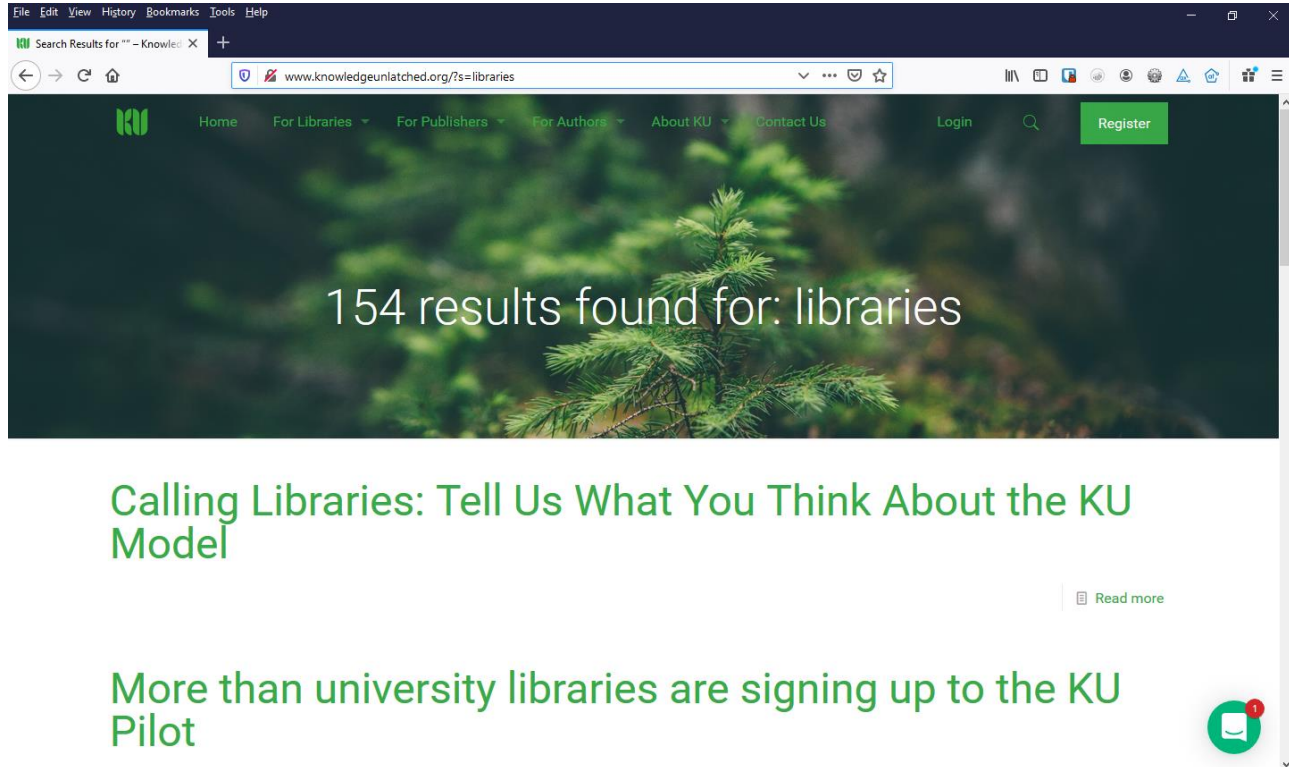 File Edit View History Bookmarks Tools Help
Search Results for "" – Knowled
www.knowledgeunlatched.org/?s=libraries
KU Home For Libraries For Publishers For Authors About KU Contact Us Login Register
154 results found for: libraries
Calling Libraries: Tell Us What You Think About the KU
Model
Read more
More than university libraries are signing up to the KU
Pilot
1